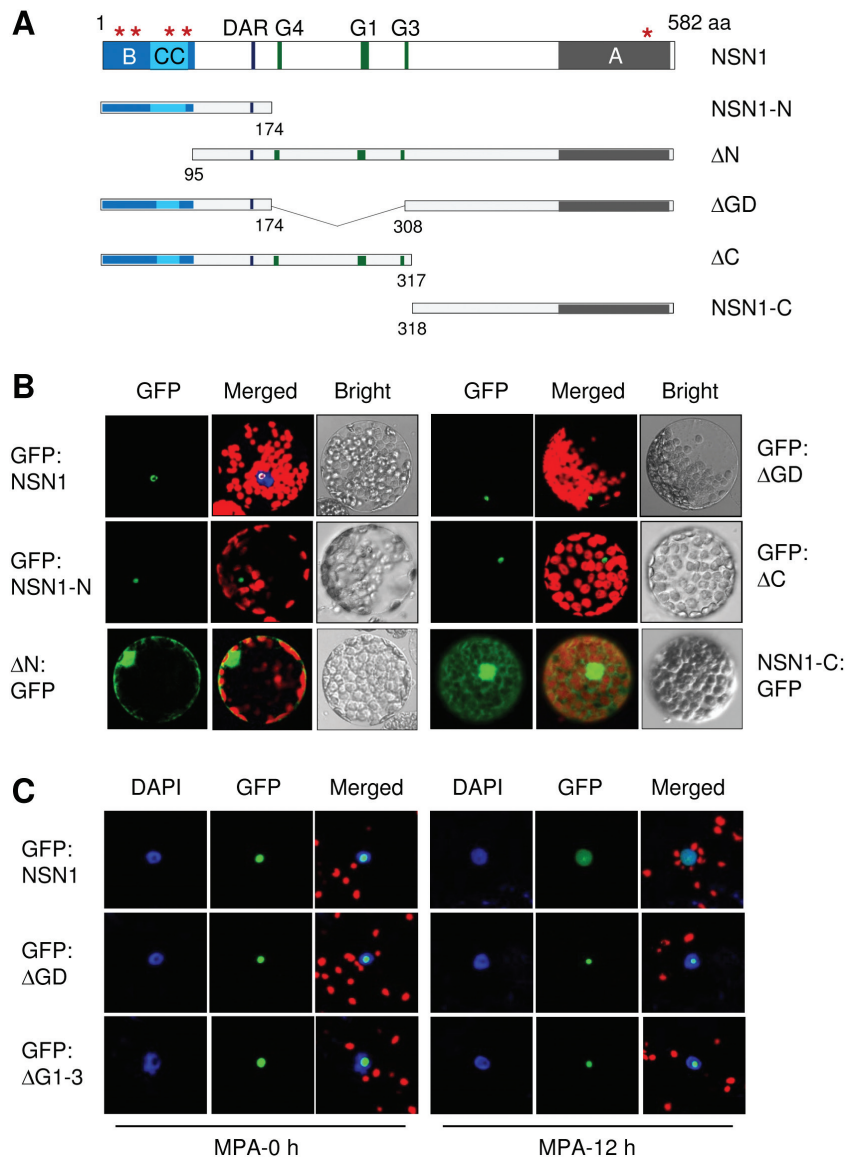 A
1
* *
* *
*
DAR
G4
G1
G3
582 aa
B
CC
A
NSN1
NSN1-N
174
ΔN
95
ΔGD
174
308
ΔC
317
NSN1-C
318
B
GFP
Merged
Bright
GFP
Merged
Bright
GFP:
NSN1
GFP:
ΔGD
GFP:
NSN1-N
GFP:
ΔC
ΔN:
GFP
NSN1-C:
GFP
C
DAPI
GFP
Merged
DAPI
GFP
Merged
GFP:
NSN1
GFP:
ΔGD
GFP:
ΔG1-3
MPA-0 h
MPA-12 h